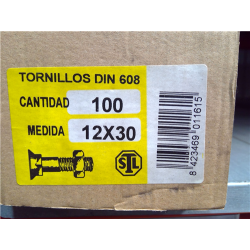 TORNILLOS DIN 608
CANTIDAD 100
MEDIDA 12X30
STL
8 423469 011615